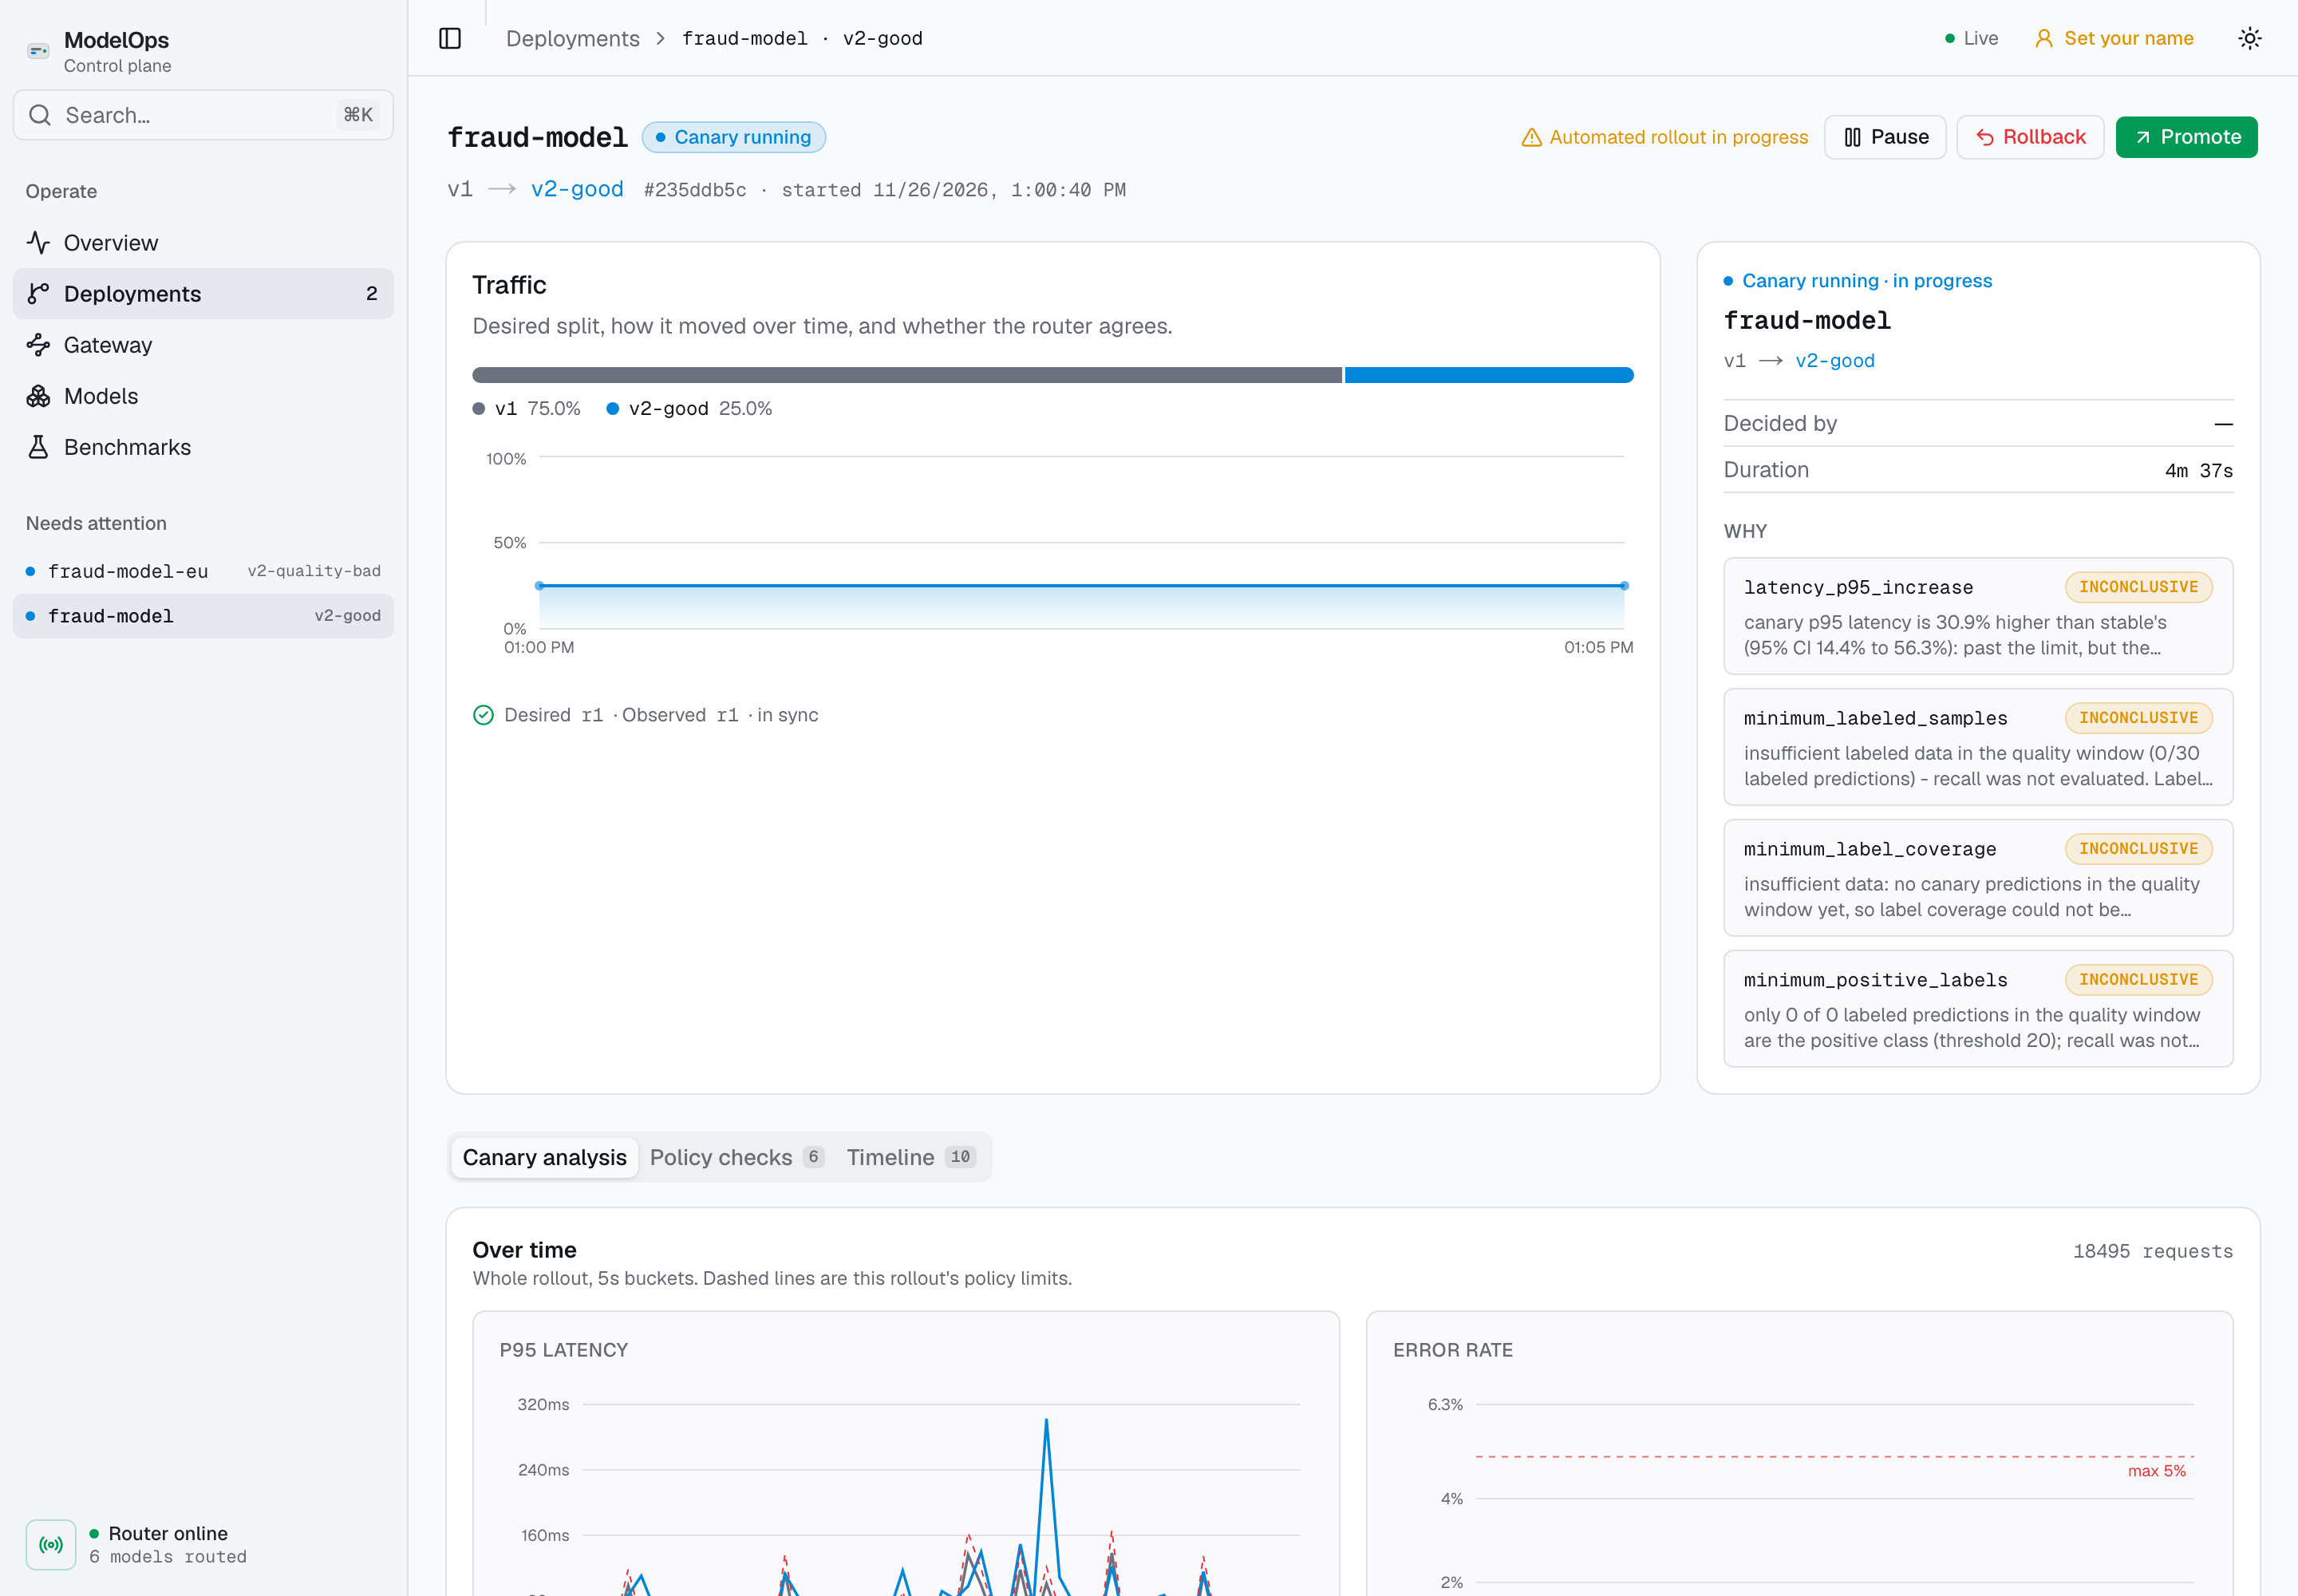 ModelOps
Control plane
Search... ⌘K
Operate
Overview
Deployments 2
Gateway
Models
Benchmarks
Needs attention
fraud-model-eu v2-quality-bad
fraud-model v2-good
Router online
6 models routed
Deployments > fraud-model · v2-good
Live
Set your name
fraud-model
Canary running
Automated rollout in progress
Pause
Rollback
Promote
v1 → v2-good #235ddb5c · started 11/26/2026, 1:00:40 PM
Traffic
Desired split, how it moved over time, and whether the router agrees.
v1 75.0% v2-good 25.0%
100%
50%
0%
01:00 PM 01:05 PM
Desired r1 · Observed r1 · in sync
Canary running · in progress
fraud-model
v1 → v2-good
Decided by —
Duration 4m 37s
WHY
latency_p95_increase INCONCLUSIVE
canary p95 latency is 30.9% higher than stable's
(95% CI 14.4% to 56.3%): past the limit, but the...
minimum_labeled_samples INCONCLUSIVE
insufficient labeled data in the quality window (0/30
labeled predictions) - recall was not evaluated. Label...
minimum_label_coverage INCONCLUSIVE
insufficient data: no canary predictions in the quality
window yet, so label coverage could not be...
minimum_positive_labels INCONCLUSIVE
only 0 of 0 labeled predictions in the quality window
are the positive class (threshold 20); recall was not...
Canary analysis
Policy checks 6
Timeline 10
Over time
18495 requests
Whole rollout, 5s buckets. Dashed lines are this rollout's policy limits.
P95 LATENCY
320ms
240ms
160ms
ERROR RATE
6.3%
max 5%
4%
2%